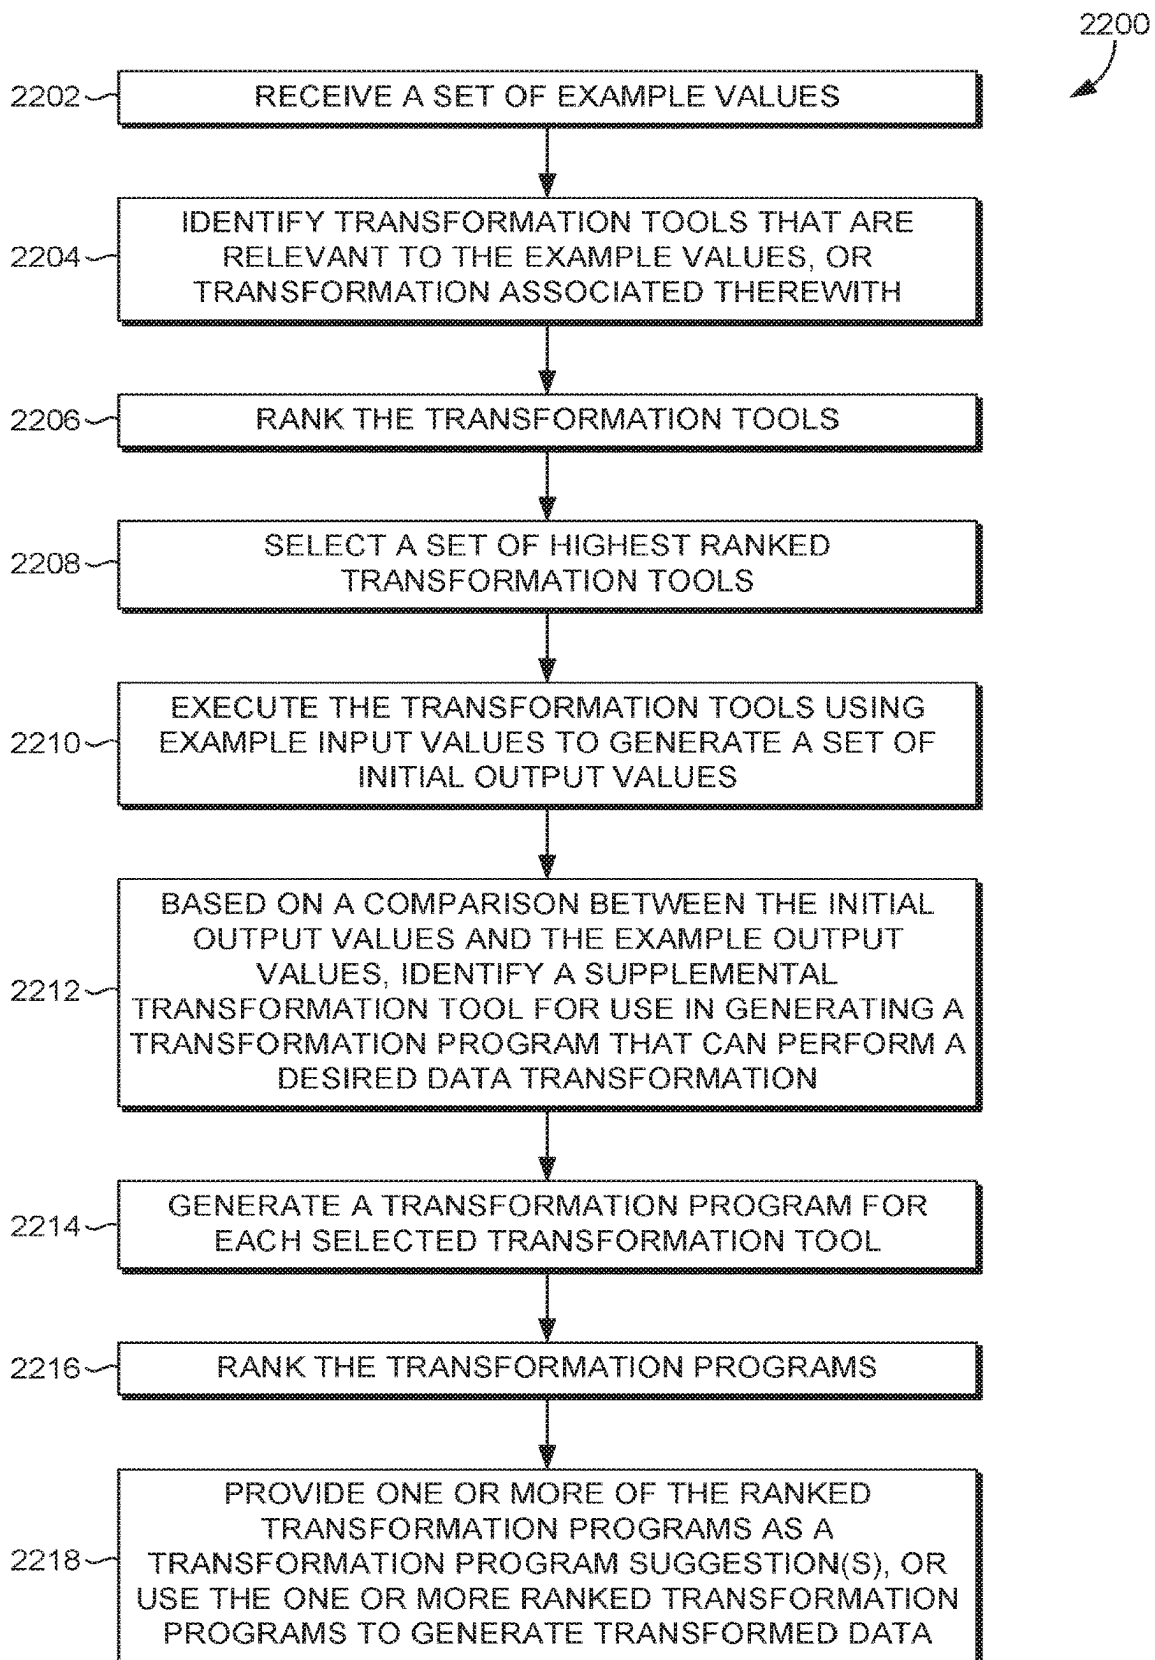 2200
2202
RECEIVE A SET OF EXAMPLE VALUES
2204
IDENTIFY TRANSFORMATION TOOLS THAT ARE
RELEVANT TO THE EXAMPLE VALUES, OR
TRANSFORMATION ASSOCIATED THEREWITH
2206
RANK THE TRANSFORMATION TOOLS
2208
SELECT A SET OF HIGHEST RANKED
TRANSFORMATION TOOLS
2210
EXECUTE THE TRANSFORMATION TOOLS USING
EXAMPLE INPUT VALUES TO GENERATE A SET OF
INITIAL OUTPUT VALUES
2212
BASED ON A COMPARISON BETWEEN THE INITIAL
OUTPUT VALUES AND THE EXAMPLE OUTPUT
VALUES, IDENTIFY A SUPPLEMENTAL
TRANSFORMATION TOOL FOR USE IN GENERATING A
TRANSFORMATION PROGRAM THAT CAN PERFORM A
DESIRED DATA TRANSFORMATION
2214
GENERATE A TRANSFORMATION PROGRAM FOR
EACH SELECTED TRANSFORMATION TOOL
2216
RANK THE TRANSFORMATION PROGRAMS
2218
PROVIDE ONE OR MORE OF THE RANKED
TRANSFORMATION PROGRAMS AS A
TRANSFORMATION PROGRAM SUGGESTION(S), OR
USE THE ONE OR MORE RANKED TRANSFORMATION
PROGRAMS TO GENERATE TRANSFORMED DATA